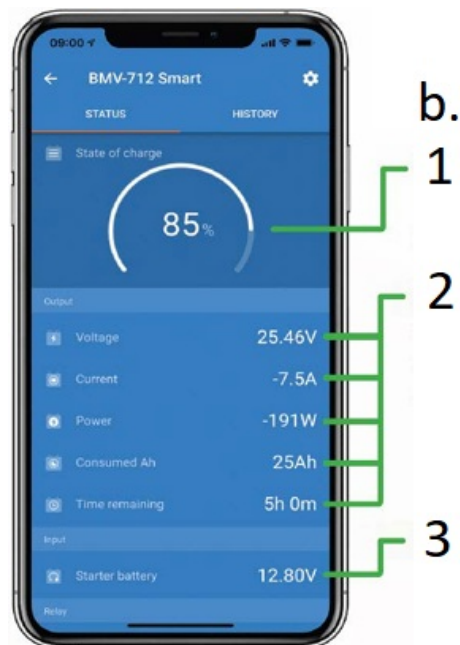 09:00
BMV-712 Smart
STATUS HISTORY
b.
State of charge
1
85%
Output
2
Voltage 25.46V
Current -7.5A
Power -191W
Consumed Ah 25Ah
Time remaining 5h 0m
Input
3
Starter battery 12.80V
Relay